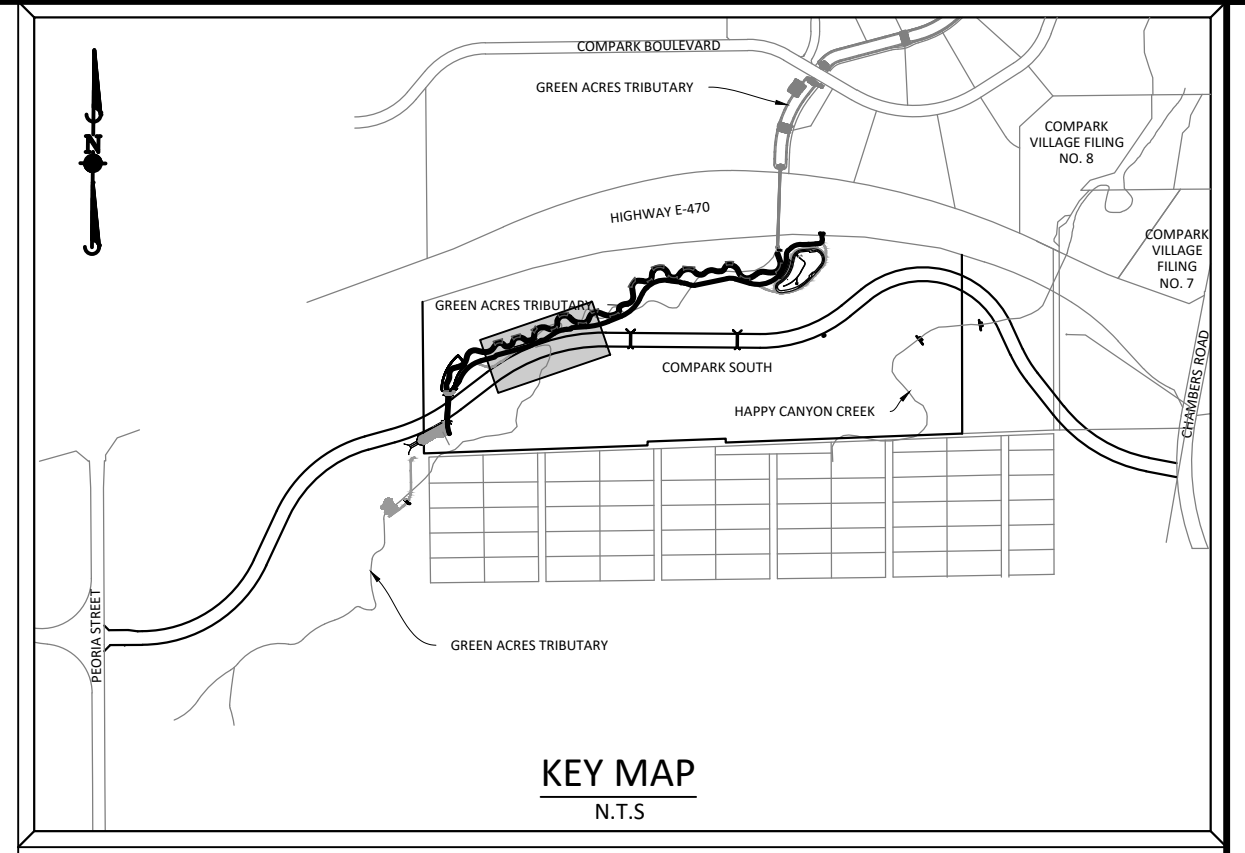 COMPARK BOULEVARD
GREEN ACRES TRIBUTARY
N
COMPARK
VILLAGE FILING
NO. 8
HIGHWAY E-470
COMPARK
VILLAGE
FILING
NO. 7
GREEN ACRES TRIBUTARY
COMPARK SOUTH
CHAMBERS ROAD
HAPPY CANYON CREEK
PEORIA STREET
GREEN ACRES TRIBUTARY
KEY MAP
N.T.S